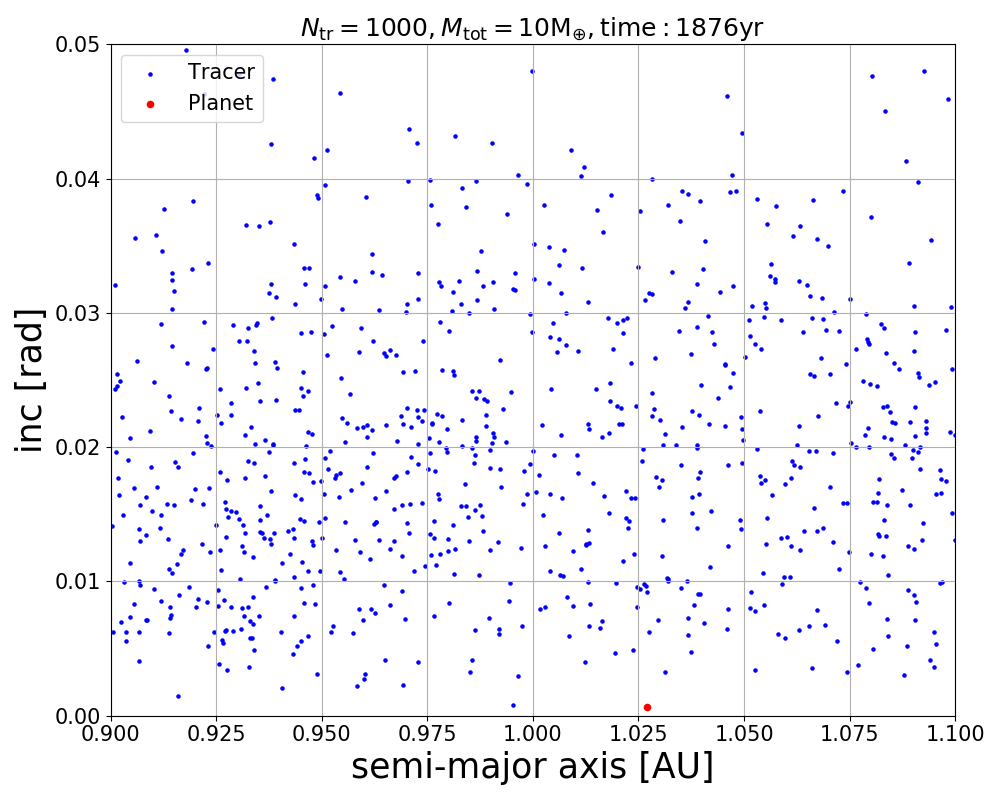 N_tr = 1000, M_tot = 10M_⊕, time : 1876yr
0.05
Tracer
Planet
0.04
0.03
0.02
0.01
0.00
inc [rad]
0.900 0.925 0.950 0.975 1.000 1.025 1.050 1.075 1.100
semi-major axis [AU]